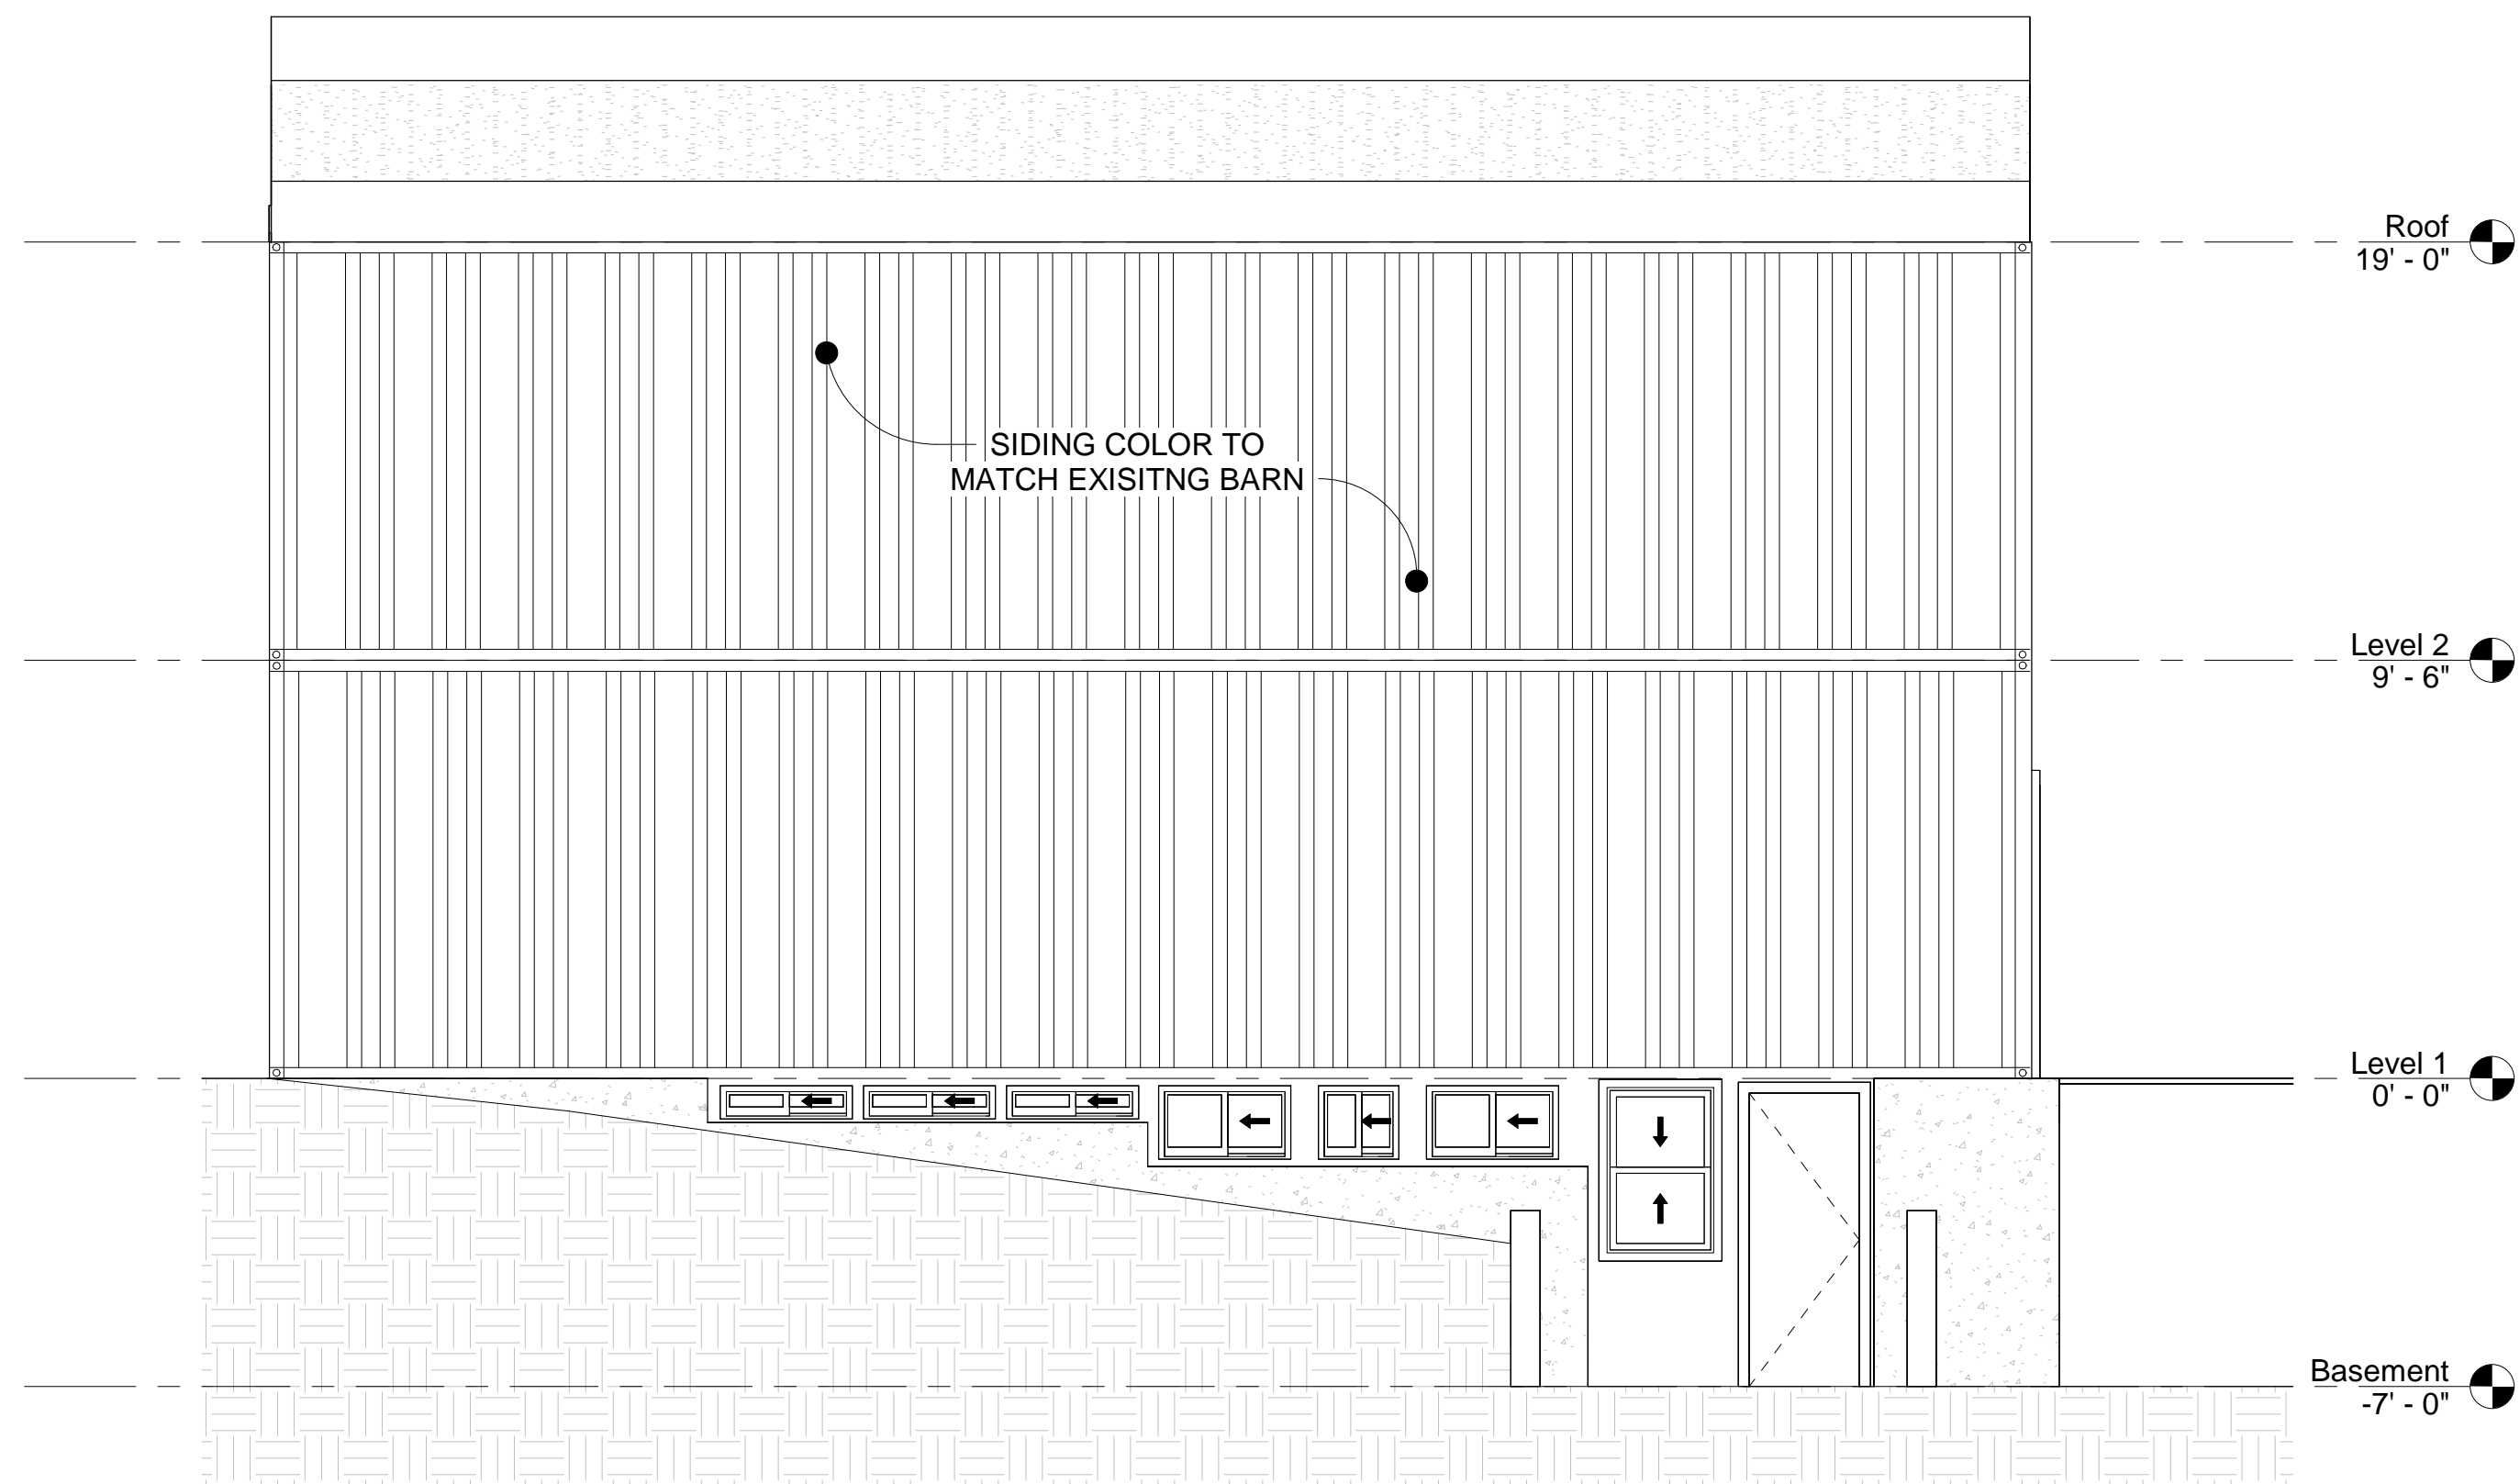 Roof
19' - 0"
SIDING COLOR TO
MATCH EXISITNG BARN
Level 2
9' - 6"
Level 1
0' - 0"
Basement
-7' - 0"